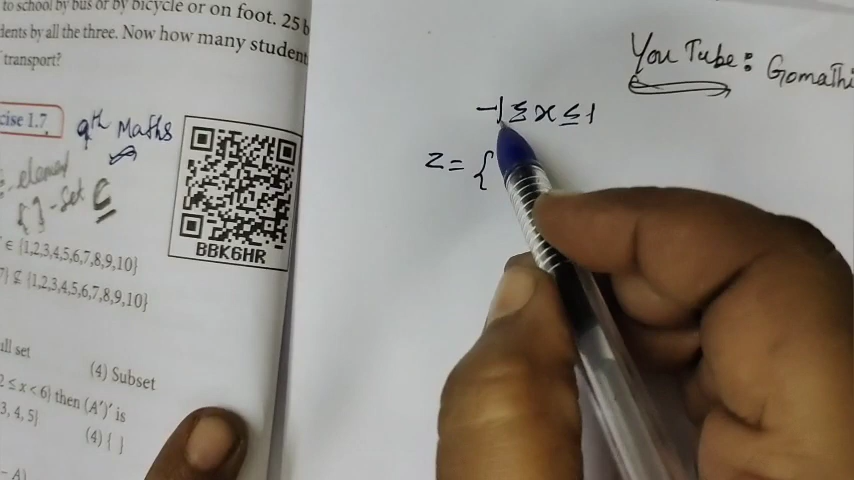 to school by bus or by bicycle or on foot. 25 b
dents by all the three. Now how many student
transport?
cise 1.7
9th Maths
element
{ } - set ⊆
BBK6HR
∈ {1,2,3,4,5,6,7,8,9,10}
7} ⊈ {1,2,3,4,5,6,7,8,9,10}
ull set
(4) Subset
2 ≤ x < 6} then (A′)′ is
3, 4, 5}
(4) { }
– A)
You Tube: Gomathi
-1 ≤ x ≤ 1
Z = {